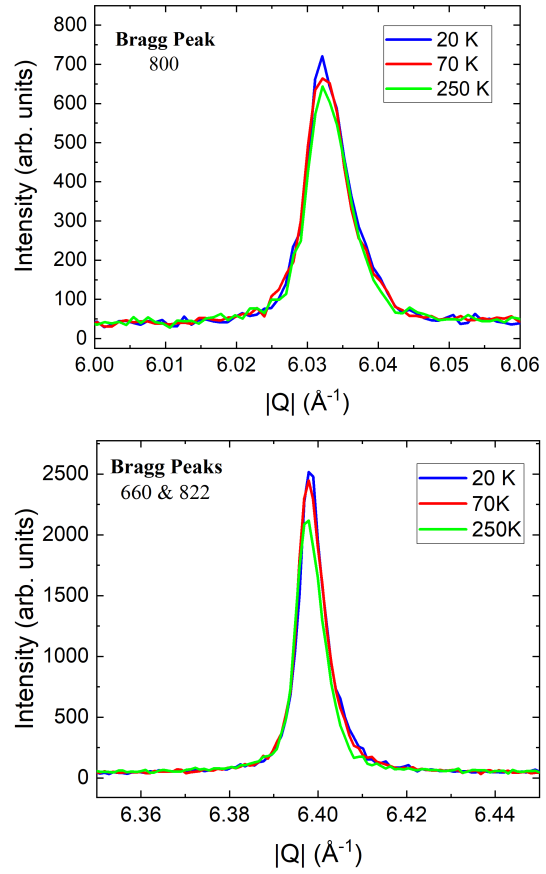 Bragg Peak
800
20 K
70 K
250 K
800
700
600
500
400
300
200
100
0
Intensity (arb. units)
6.00 6.01 6.02 6.03 6.04 6.05 6.06
|Q| (Å-1)
Bragg Peaks
660 & 822
20 K
70K
250K
2500
2000
1500
1000
500
0
Intensity (arb. units)
6.36 6.38 6.40 6.42 6.44
|Q| (Å-1)